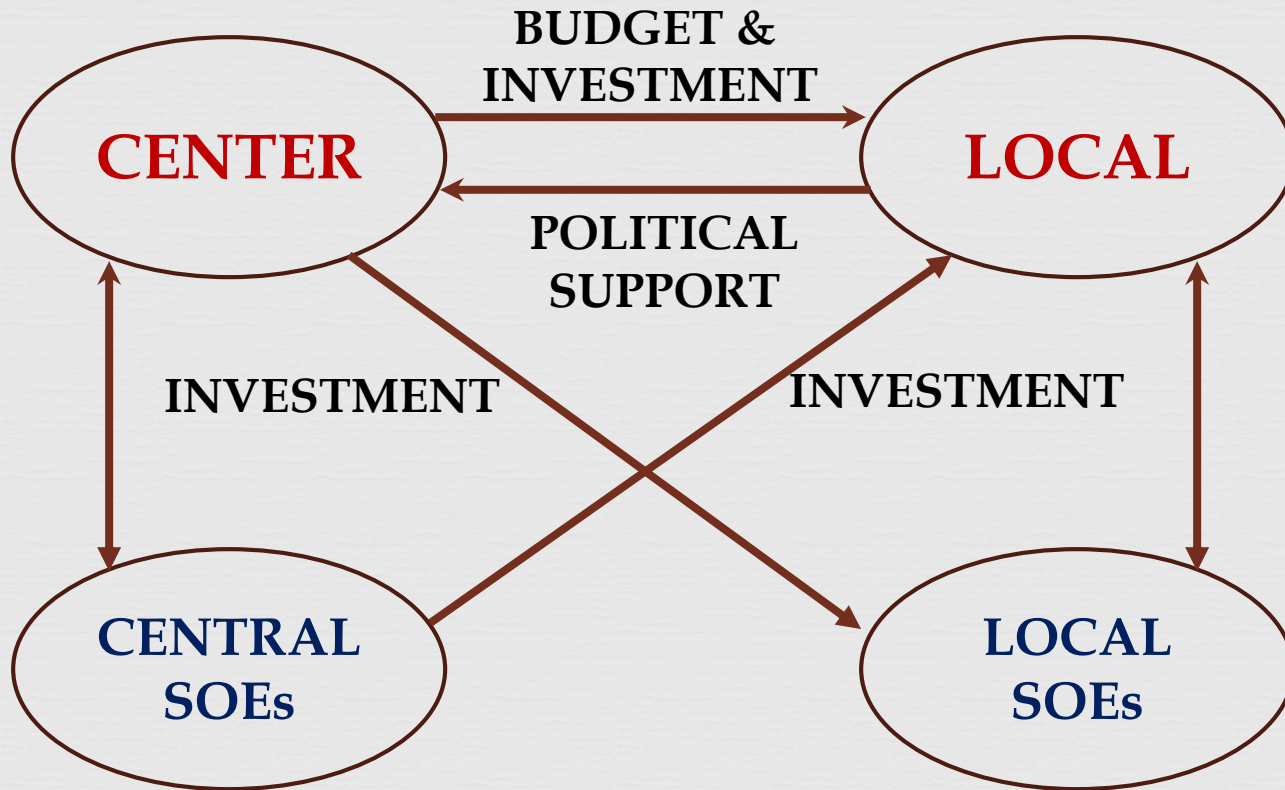 BUDGET &
INVESTMENT
CENTER
LOCAL
POLITICAL
SUPPORT
INVESTMENT
INVESTMENT
CENTRAL
SOEs
LOCAL
SOEs